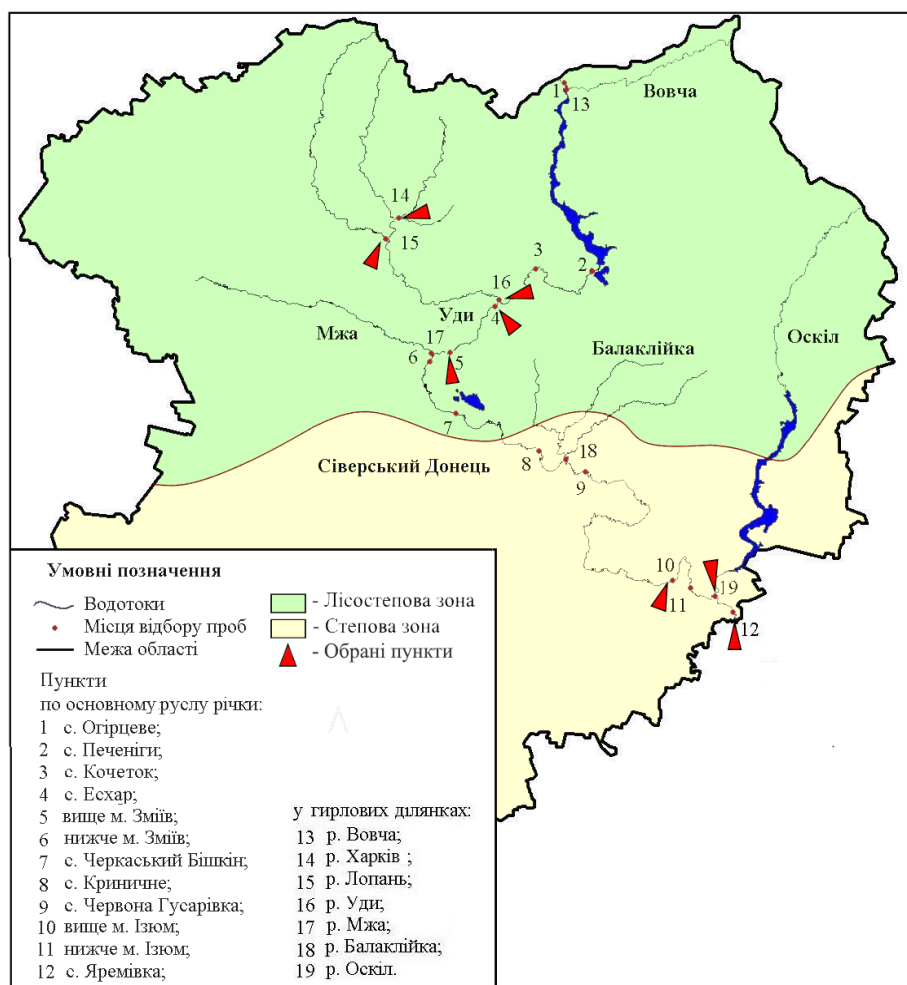 1
13
Вовча
14
15
3
2
16
4
Уди
Мжа
17
6
5
Балаклійка
Оскіл
7
Сіверський Донець
8
18
9
10
11
19
12
Умовні позначення
Водотоки
Місця відбору проб
Межа області
- Лісостепова зона
- Степова зона
- Обрані пункти
Пункти
по основному руслу річки:
1 с. Огірцеве;
2 с. Печеніги;
3 с. Кочеток;
4 с. Есхар;
5 вище м. Зміїв;
6 нижче м. Зміїв;
7 с. Черкаський Бішкін;
8 с. Криничне;
9 с. Червона Гусарівка;
10 вище м. Ізюм;
11 нижче м. Ізюм;
12 с. Яремівка;
у гирлових ділянках:
13 р. Вовча;
14 р. Харків ;
15 р. Лопань;
16 р. Уди;
17 р. Мжа;
18 р. Балаклійка;
19 р. Оскіл.